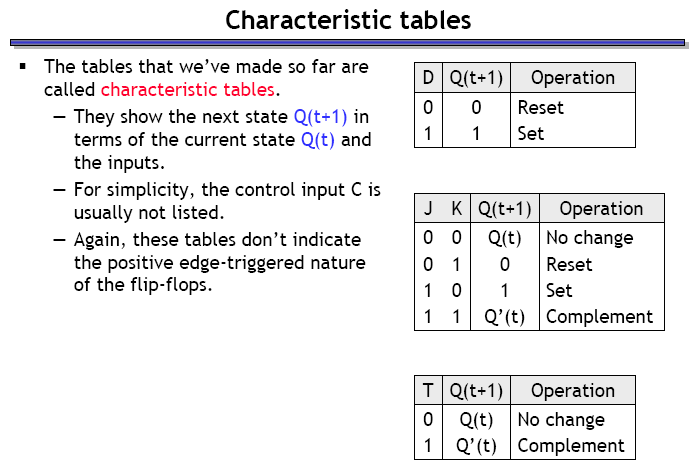 Characteristic tables
▪ The tables that we've made so far are
called characteristic tables.
– They show the next state Q(t+1) in
terms of the current state Q(t) and
the inputs.
– For simplicity, the control input C is
usually not listed.
– Again, these tables don't indicate
the positive edge-triggered nature
of the flip-flops.
D Q(t+1) Operation
0 0 Reset
1 1 Set
J K Q(t+1) Operation
0 0 Q(t) No change
0 1 0 Reset
1 0 1 Set
1 1 Q'(t) Complement
T Q(t+1) Operation
0 Q(t) No change
1 Q'(t) Complement